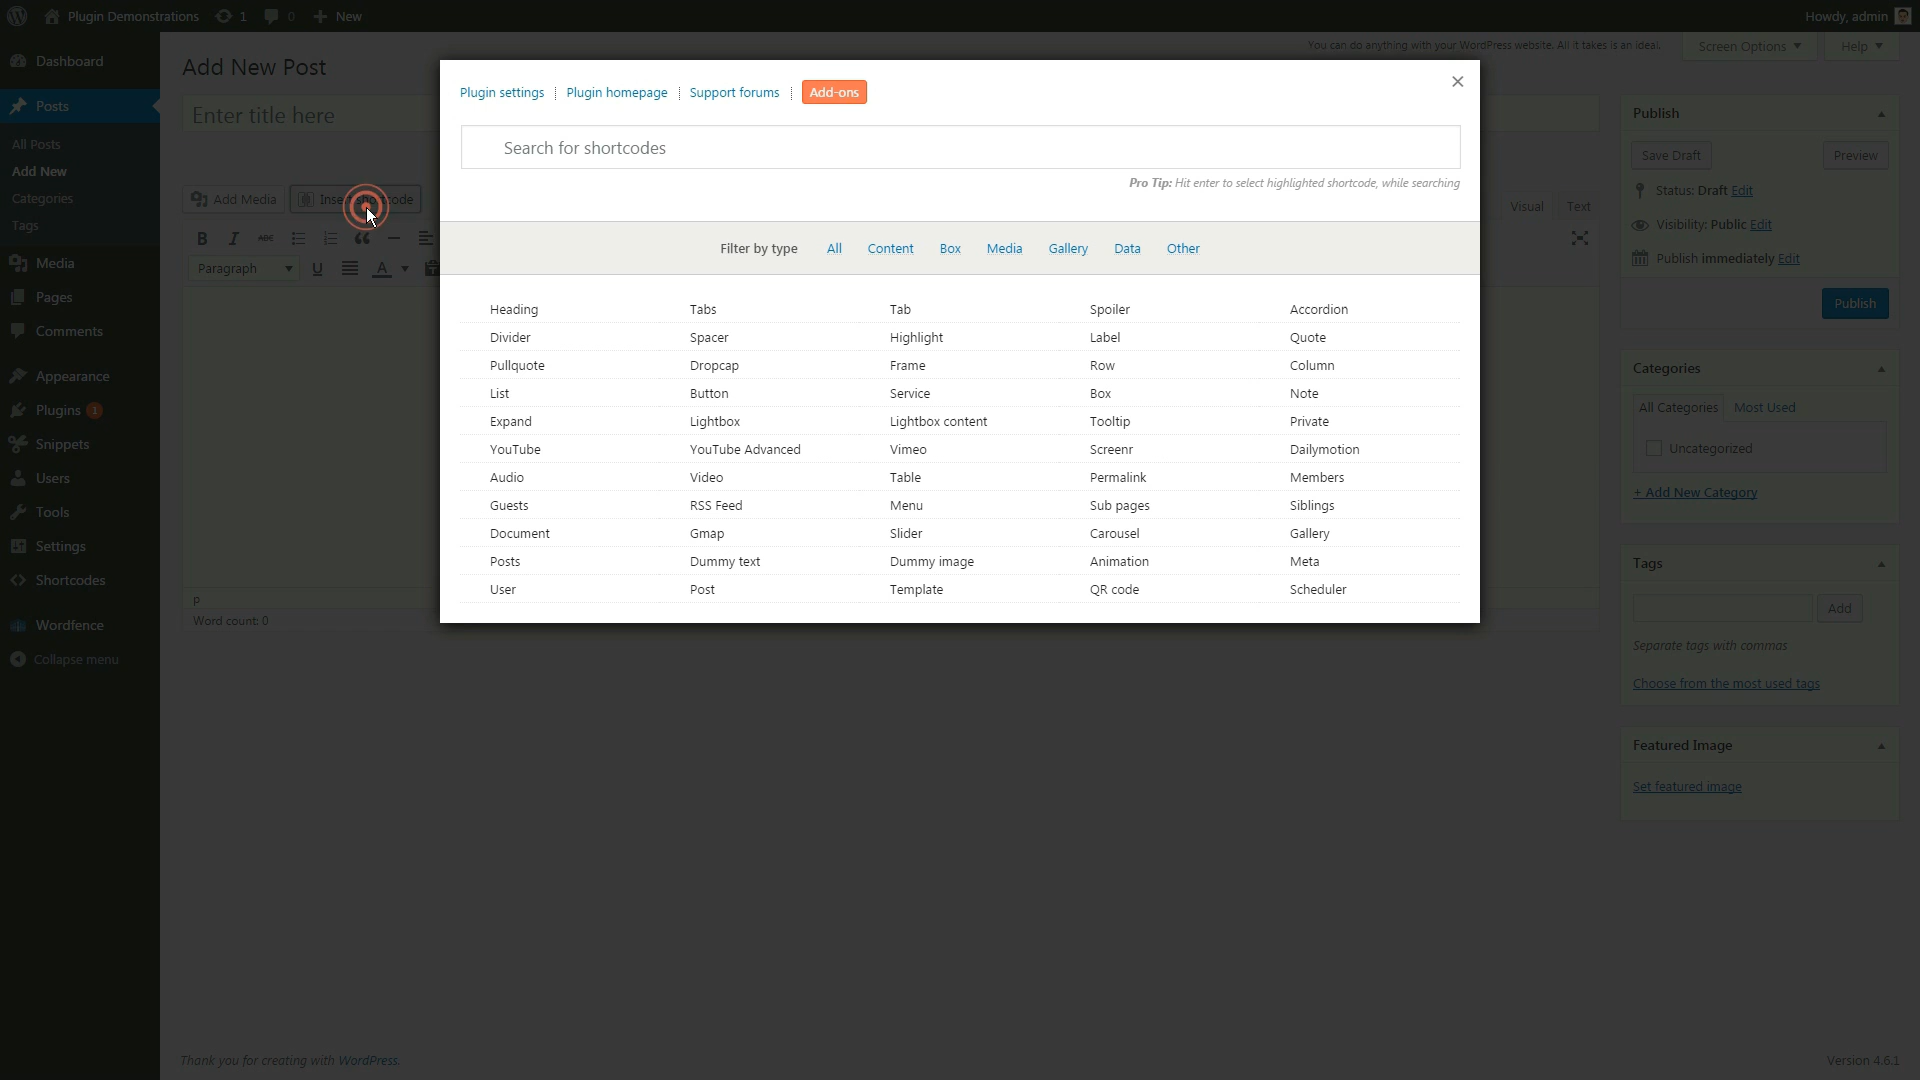 Plugin Demonstrations 1 0 New Howdy, admin
You can do anything with your WordPress website. All it takes is an ideal.
Screen Options Help
Dashboard
Posts
All Posts
Add New
Categories
Tags
Media
Pages
Comments
Appearance
Plugins 1
Snippets
Users
Tools
Settings
Shortcodes
Wordfence
Collapse menu
Add New Post
Enter title here
Add Media Insert shortcode
Visual Text
B I ABC
Paragraph U A
p
Word count: 0
Plugin settings Plugin homepage Support forums Add-ons ×
Search for shortcodes
Pro Tip: Hit enter to select highlighted shortcode, while searching
Filter by type All Content Box Media Gallery Data Other
Heading Tabs Tab Spoiler Accordion
Divider Spacer Highlight Label Quote
Pullquote Dropcap Frame Row Column
List Button Service Box Note
Expand Lightbox Lightbox content Tooltip Private
YouTube YouTube Advanced Vimeo Screenr Dailymotion
Audio Video Table Permalink Members
Guests RSS Feed Menu Sub pages Siblings
Document Gmap Slider Carousel Gallery
Posts Dummy text Dummy image Animation Meta
User Post Template QR code Scheduler
Publish
Save Draft Preview
Status: Draft Edit
Visibility: Public Edit
Publish immediately Edit
Publish
Categories
All Categories Most Used
Uncategorized
+ Add New Category
Tags
Add
Separate tags with commas
Choose from the most used tags
Featured Image
Set featured image
Thank you for creating with WordPress.
Version 4.6.1